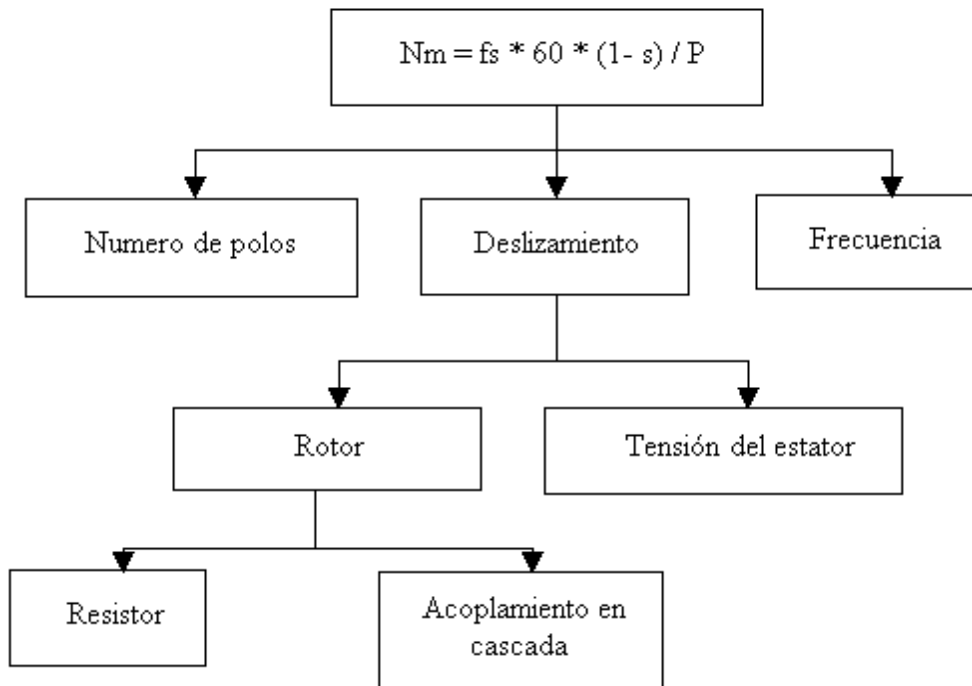 Nm = fs * 60 * (1- s) / P
Numero de polos
Deslizamiento
Frecuencia
Rotor
Tensión del estator
Resistor
Acoplamiento en
cascada